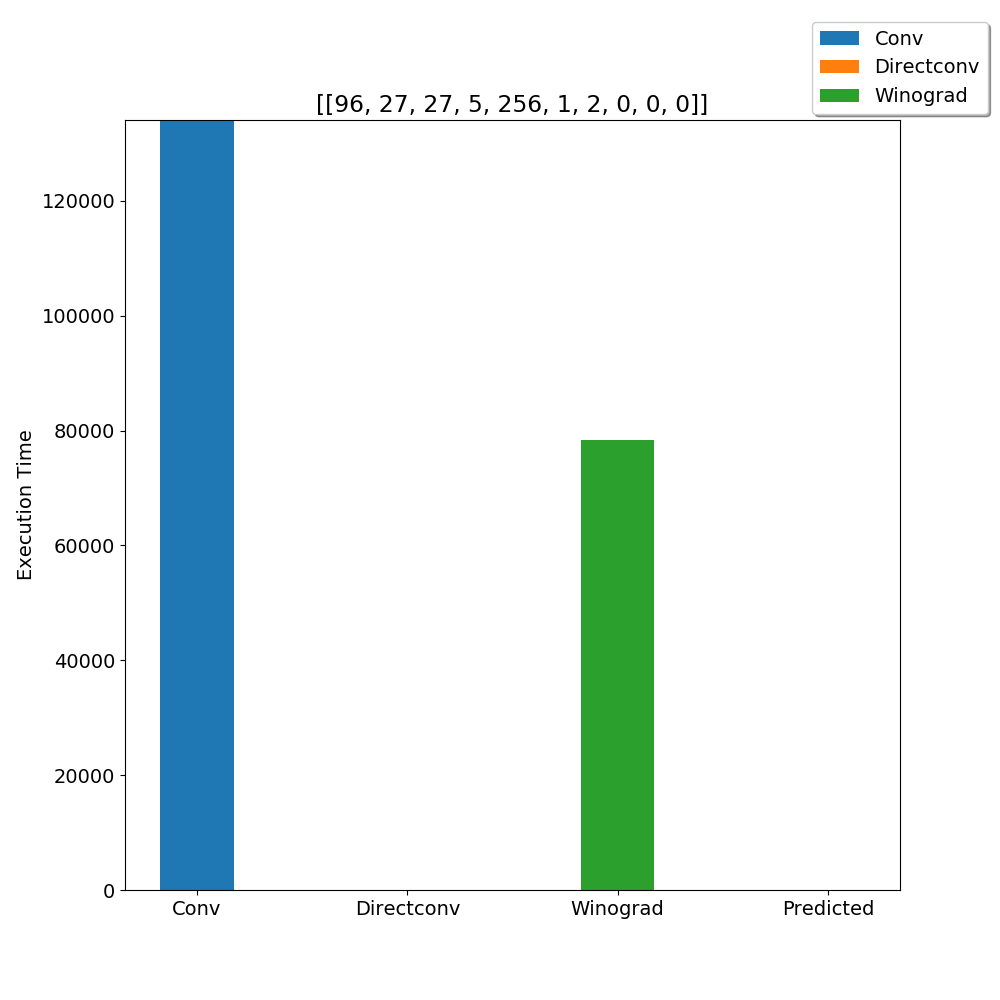 Conv
Directconv
Winograd
[[96, 27, 27, 5, 256, 1, 2, 0, 0, 0]]
120000
100000
80000
60000
40000
20000
0
Execution Time
Conv Directconv Winograd Predicted